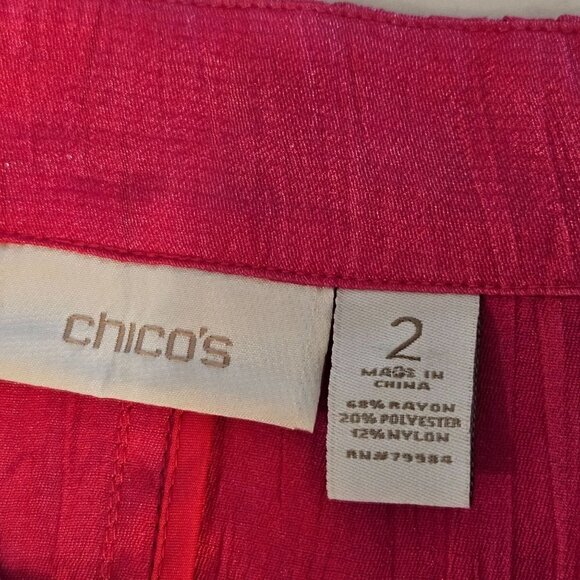 chico's
2
MADE IN
CHINA
68% RAYON
20% POLYESTER
12% NYLON
RN#79984